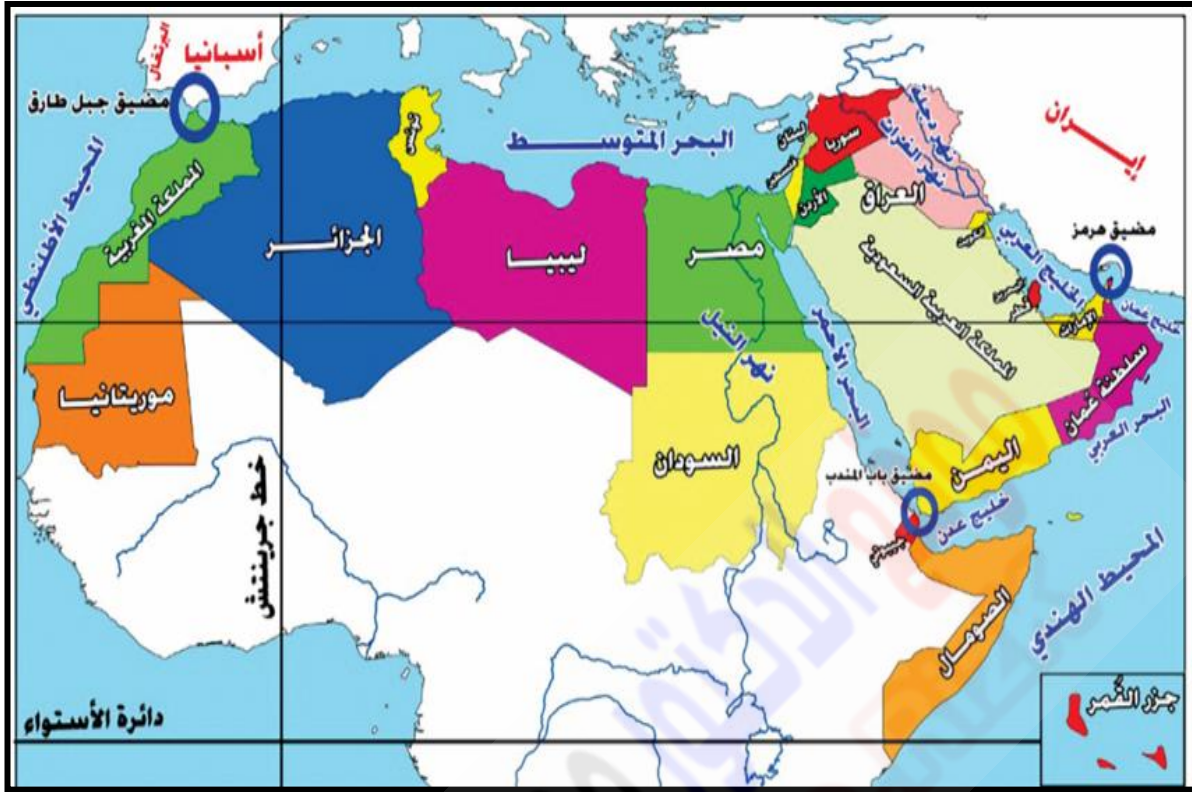 البرتغال
أسبانيا
مضيق جبل طارق
المحيط الأطلنطي
المملكة المغربية
تونس
البحر المتوسط
لبنان
سوريا
نهر دجلة
نهر الفرات
إيران
فلسطين
الأردن
العراق
الكويت
الجزائر
ليبيا
مصر
المملكة العربية السعودية
الخليج العربي
مضيق هرمز
البحرين
قطر
الإمارات
خليج عمان
سلطنة عُمان
البحر العربي
موريتانيا
نهر النيل
البحر الأحمر
السودان
اليمن
مضيق باب المندب
خليج عدن
جيبوتي
الصومال
المحيط الهندي
خط جرينتش
دائرة الأستواء
جزر القُمر